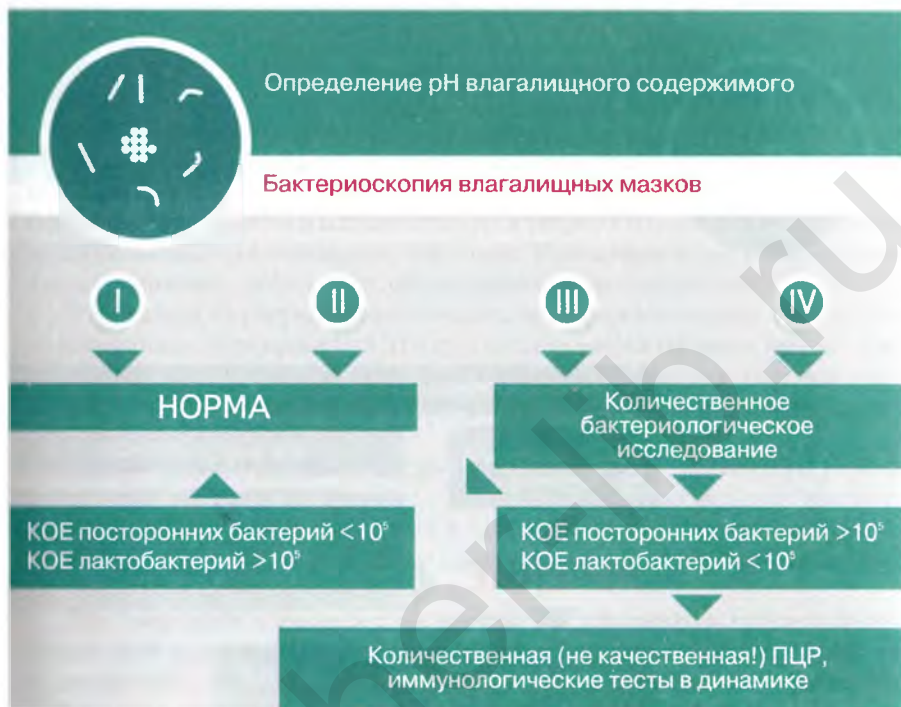 Определение pH влагалищного содержимого
Бактериоскопия влагалищных мазков
I
II
III
IV
НОРМА
Количественное
бактериологическое
исследование
КОЕ посторонних бактерий <10⁵
КОЕ лактобактерий >10⁵
КОЕ посторонних бактерий >10⁵
КОЕ лактобактерий <10⁵
Количественная (не качественная!) ПЦР,
иммунологические тесты в динамике